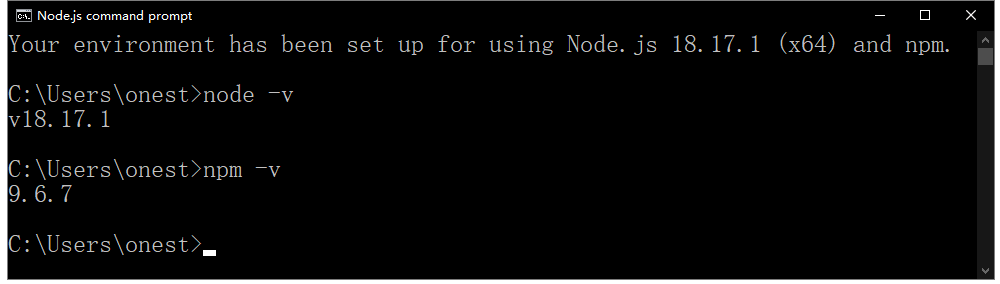 Node.js command prompt
Your environment has been set up for using Node.js 18.17.1 (x64) and npm.
C:\Users\onest>node -v
v18.17.1
C:\Users\onest>npm -v
9.6.7
C:\Users\onest>